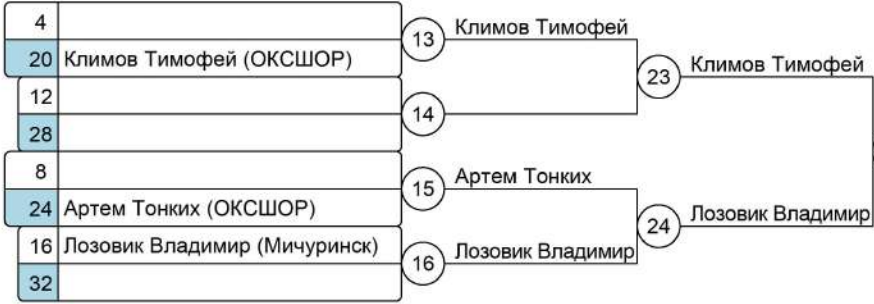 4
20 Климов Тимофей (ОКСШОР)
12
28
8
24 Артем Тонких (ОКСШОР)
16 Лозовик Владимир (Мичуринск)
32
13
14
15
16
Климов Тимофей
Артем Тонких
Лозовик Владимир
23
24
Климов Тимофей
Лозовик Владимир